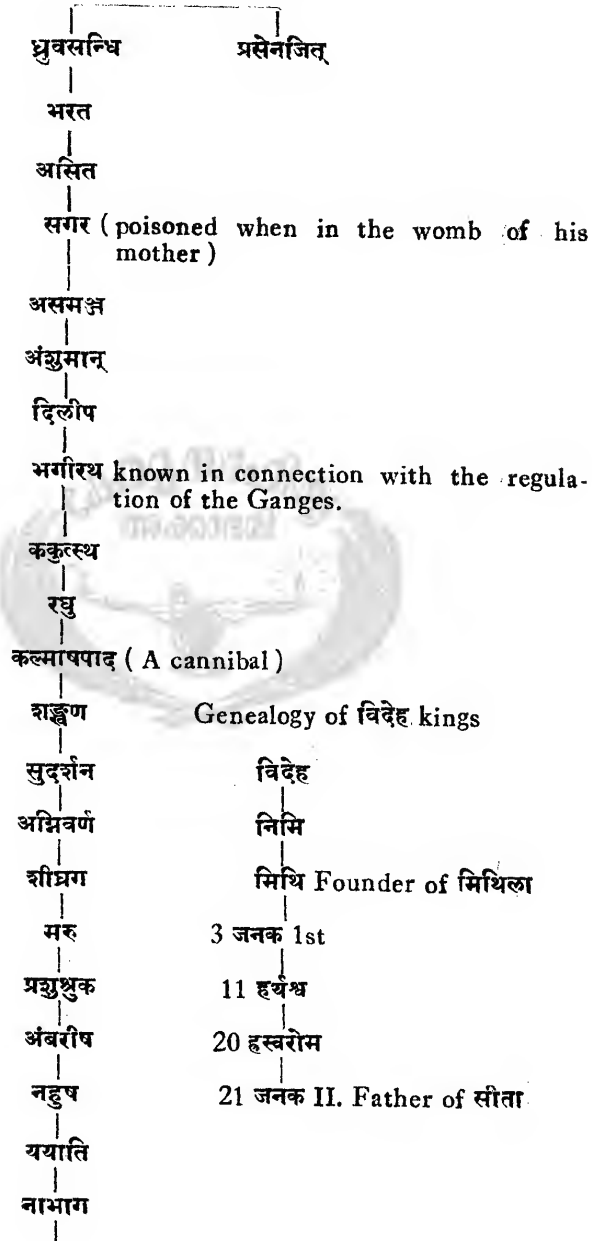 ध्रुवसन्धि प्रसेनजित्
भरत
असित
सगर ( poisoned when in the womb of his
mother )
असमञ्ज
अंशुमान्
दिलीप
भगीरथ known in connection with the regula-
tion of the Ganges.
ककुत्स्थ
रघु
कल्माषपाद ( A cannibal )
शङ्खण Genealogy of विदेह kings
सुदर्शन विदेह
अग्निवर्ण निमि
शीघ्रग मिथि Founder of मिथिला
मरु 3 जनक 1st
प्रशुश्रुक 11 हर्यश्व
अंबरीष 20 ह्रस्वरोम
नहुष 21 जनक II. Father of सीता
ययाति
नाभाग